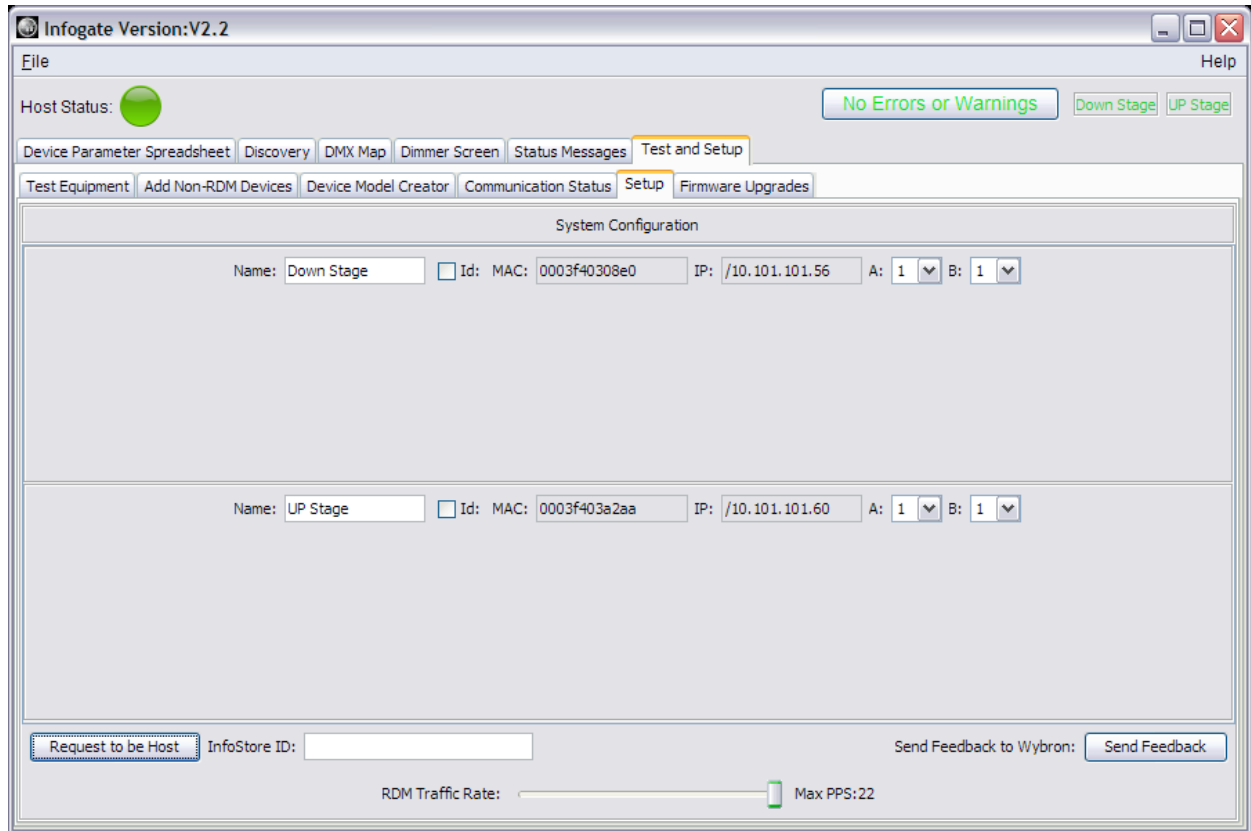 Infogate Version:V2.2
File Help
Host Status: No Errors or Warnings Down Stage UP Stage
Device Parameter Spreadsheet Discovery DMX Map Dimmer Screen Status Messages Test and Setup
Test Equipment Add Non-RDM Devices Device Model Creator Communication Status Setup Firmware Upgrades
System Configuration
Name: Down Stage Id: MAC: 0003f40308e0 IP: /10.101.101.56 A: 1 B: 1
Name: UP Stage Id: MAC: 0003f403a2aa IP: /10.101.101.60 A: 1 B: 1
Request to be Host InfoStore ID: Send Feedback to Wybron: Send Feedback
RDM Traffic Rate: Max PPS:22